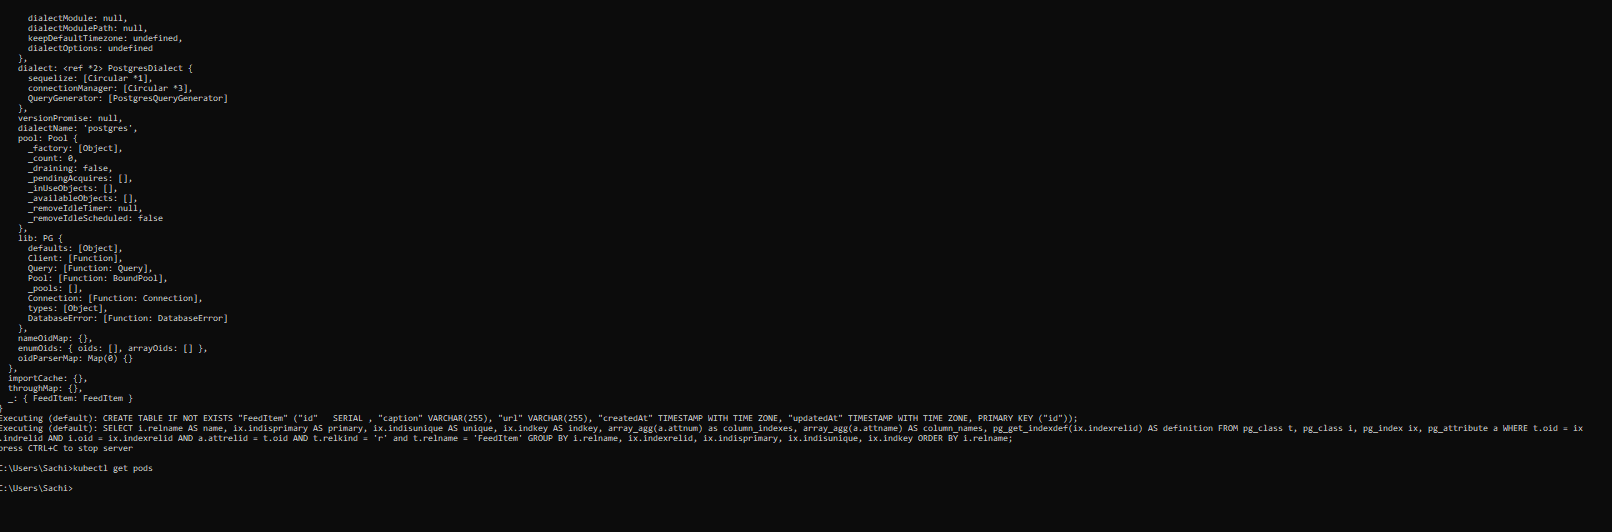 dialectModule: null,
dialectModulePath: null,
keepDefaultTimezone: undefined,
dialectOptions: undefined
},
dialect: <ref *2> PostgresDialect {
sequelize: [Circular *1],
connectionManager: [Circular *3],
QueryGenerator: [PostgresQueryGenerator]
},
versionPromise: null,
dialectName: 'postgres',
pool: Pool {
_factory: [Object],
_count: 0,
_draining: false,
_pendingAcquires: [],
_inUseObjects: [],
_availableObjects: [],
_removeIdleTimer: null,
_removeIdleScheduled: false
},
lib: PG {
defaults: [Object],
Client: [Function],
Query: [Function: Query],
Pool: [Function: BoundPool],
_pools: [],
Connection: [Function: Connection],
types: [Object],
DatabaseError: [Function: DatabaseError]
},
nameOidMap: {},
enumOids: { oids: [], arrayOids: [] },
oidParserMap: Map(0) {}
},
importCache: {},
throughMap: {},
_: { FeedItem: FeedItem }
}
Executing (default): CREATE TABLE IF NOT EXISTS "FeedItem" ("id"   SERIAL , "caption" VARCHAR(255), "url" VARCHAR(255), "createdAt" TIMESTAMP WITH TIME ZONE, "updatedAt" TIMESTAMP WITH TIME ZONE, PRIMARY KEY ("id"));
Executing (default): SELECT i.relname AS name, ix.indisprimary AS primary, ix.indisunique AS unique, ix.indkey AS indkey, array_agg(a.attnum) as column_indexes, array_agg(a.attname) AS column_names, pg_get_indexdef(ix.indexrelid) AS definition FROM pg_class t, pg_class i, pg_index ix, pg_attribute a WHERE t.oid = ix
.indrelid AND i.oid = ix.indexrelid AND a.attrelid = t.oid AND t.relkind = 'r' and t.relname = 'FeedItem' GROUP BY i.relname, ix.indexrelid, ix.indisprimary, ix.indisunique, ix.indkey ORDER BY i.relname;
press CTRL+C to stop server
C:\Users\Sachi>kubectl get pods
C:\Users\Sachi>